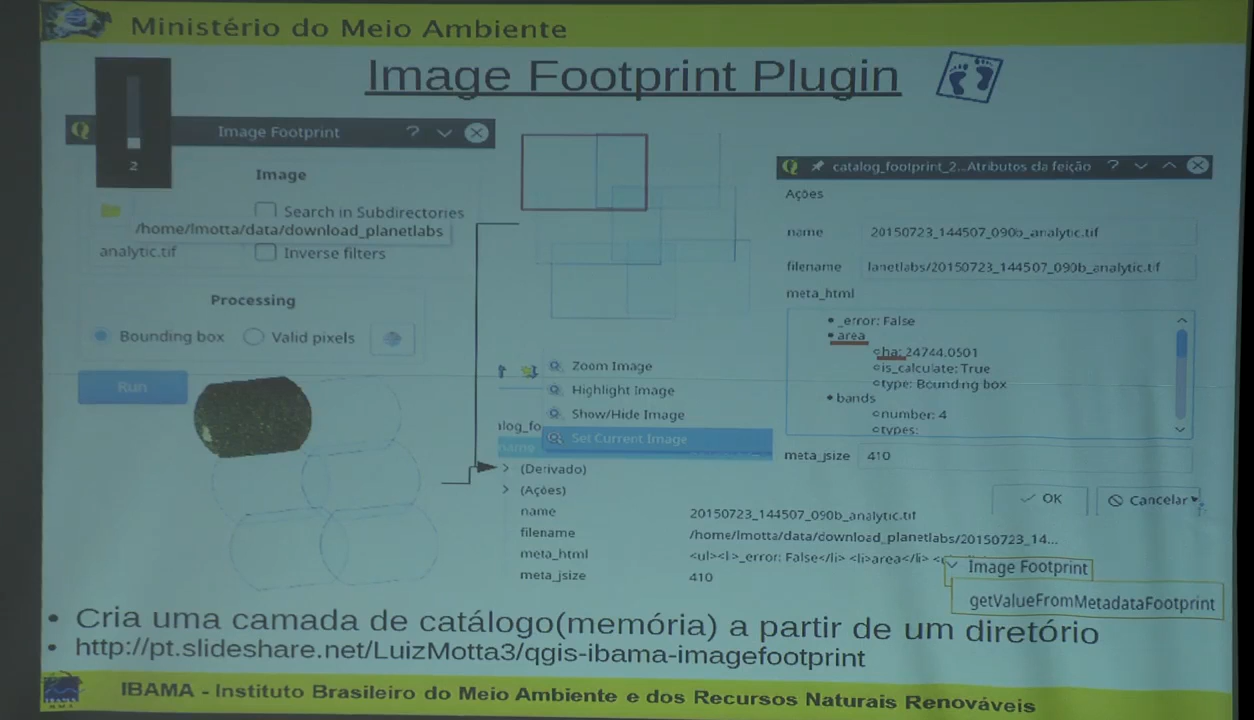 Ministério do Meio Ambiente
Image Footprint Plugin
2
Image Footprint ?
Image
Search in Subdirectories
/home/lmotta/data/download_planetlabs
analytic.tif
Inverse filters
Processing
Bounding box
Valid pixels
Run
Zoom Image
Highlight Image
Show/Hide Image
Set Current Image
alog_fo
name
(Derivado)
(Ações)
name 20150723_144507_090b_analytic.tif
filename /home/lmotta/data/download_planetlabs/20150723_14...
meta_html <ul><l>_error: False</li> <li>area</li> <
meta_jsize 410
catalog_footprint_2...Atributos da feição ?
Ações
name 20150723_144507_090b_analytic.tif
filename lanetlabs/20150723_144507_090b_analytic.tif
meta_html
_error: False
area
ha: 24744.0501
is_calculate: True
type: Bounding box
bands
number: 4
types:
meta_jsize 410
OK
Cancelar
Image Footprint
getValueFromMetadataFootprint
• Cria uma camada de catálogo(memória) a partir de um diretório
• http://pt.slideshare.net/LuizMotta3/qgis-ibama-imagefootprint
IBAMA - Instituto Brasileiro do Meio Ambiente e dos Recursos Naturais Renováveis